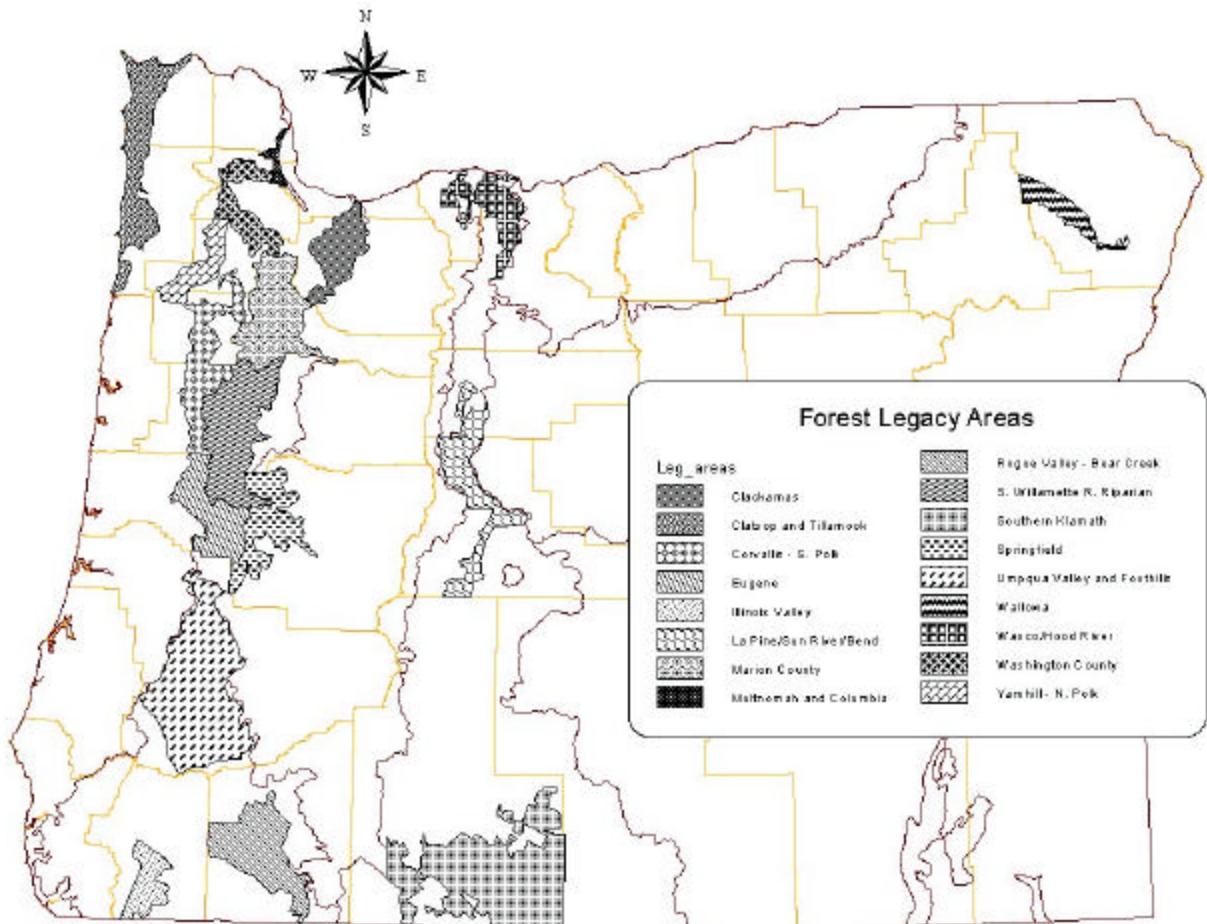 N
W E
S
Forest Legacy Areas
Leg_areas
Clackamas
Clatsop and Tillamook
Corvallis - S. Polk
Eugene
Illinois Valley
La Pine/Sun River/Bend
Marion County
Multnomah and Columbia
Rogue Valley - Bear Creek
S. Willamette R. Riparian
Southern Klamath
Springfield
Umpqua Valley and Foothills
Wallowa
Wasco/Hood River
Washington County
Yamhill - N. Polk